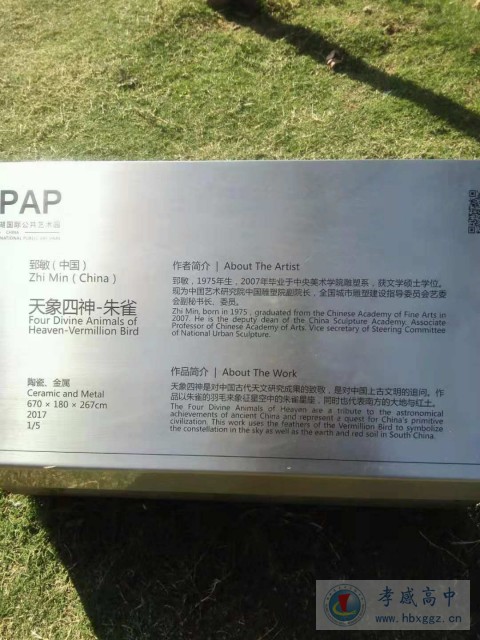 PAP
国际公共艺术园
CHINA
郅敏（中国）
Zhi Min (China)
天象四神-朱雀
Four Divine Animals of
Heaven-Vermillion Bird
陶瓷、金属
Ceramic and Metal
670 × 180 × 267cm
2017
1/5
作者简介 | About The Artist
郅敏，1975年生，2007年毕业于中央美术学院雕塑系，获文学硕士学位。
现为中国艺术研究院中国雕塑院副院长，全国城市雕塑建设指导委员会艺委
会副秘书长、委员。
Zhi Min, born in 1975, graduated from the Chinese Academy of Fine Arts in
2007. He is the deputy dean of the China Sculpture Academy. Associate
Professor of Chinese Academy of Arts. Vice secretary of Steering Committee
of National Urban Sculpture.
作品简介 | About The Work
天象四神是对中国古代天文研究成果的致敬，是对中国上古文明的追问。作
品以朱雀的羽毛来象征星空中的朱雀星座，同时也代表南方的大地与红土。
The Four Divine Animals of Heaven are a tribute to the astronomical
achievements of ancient China and represent a quest for China's primitive
civilization. This work uses the feathers of the Vermillion Bird to symbolize
the constellation in the sky as well as the earth and red soil in South China.
孝感高中
www.hbxggz.cn